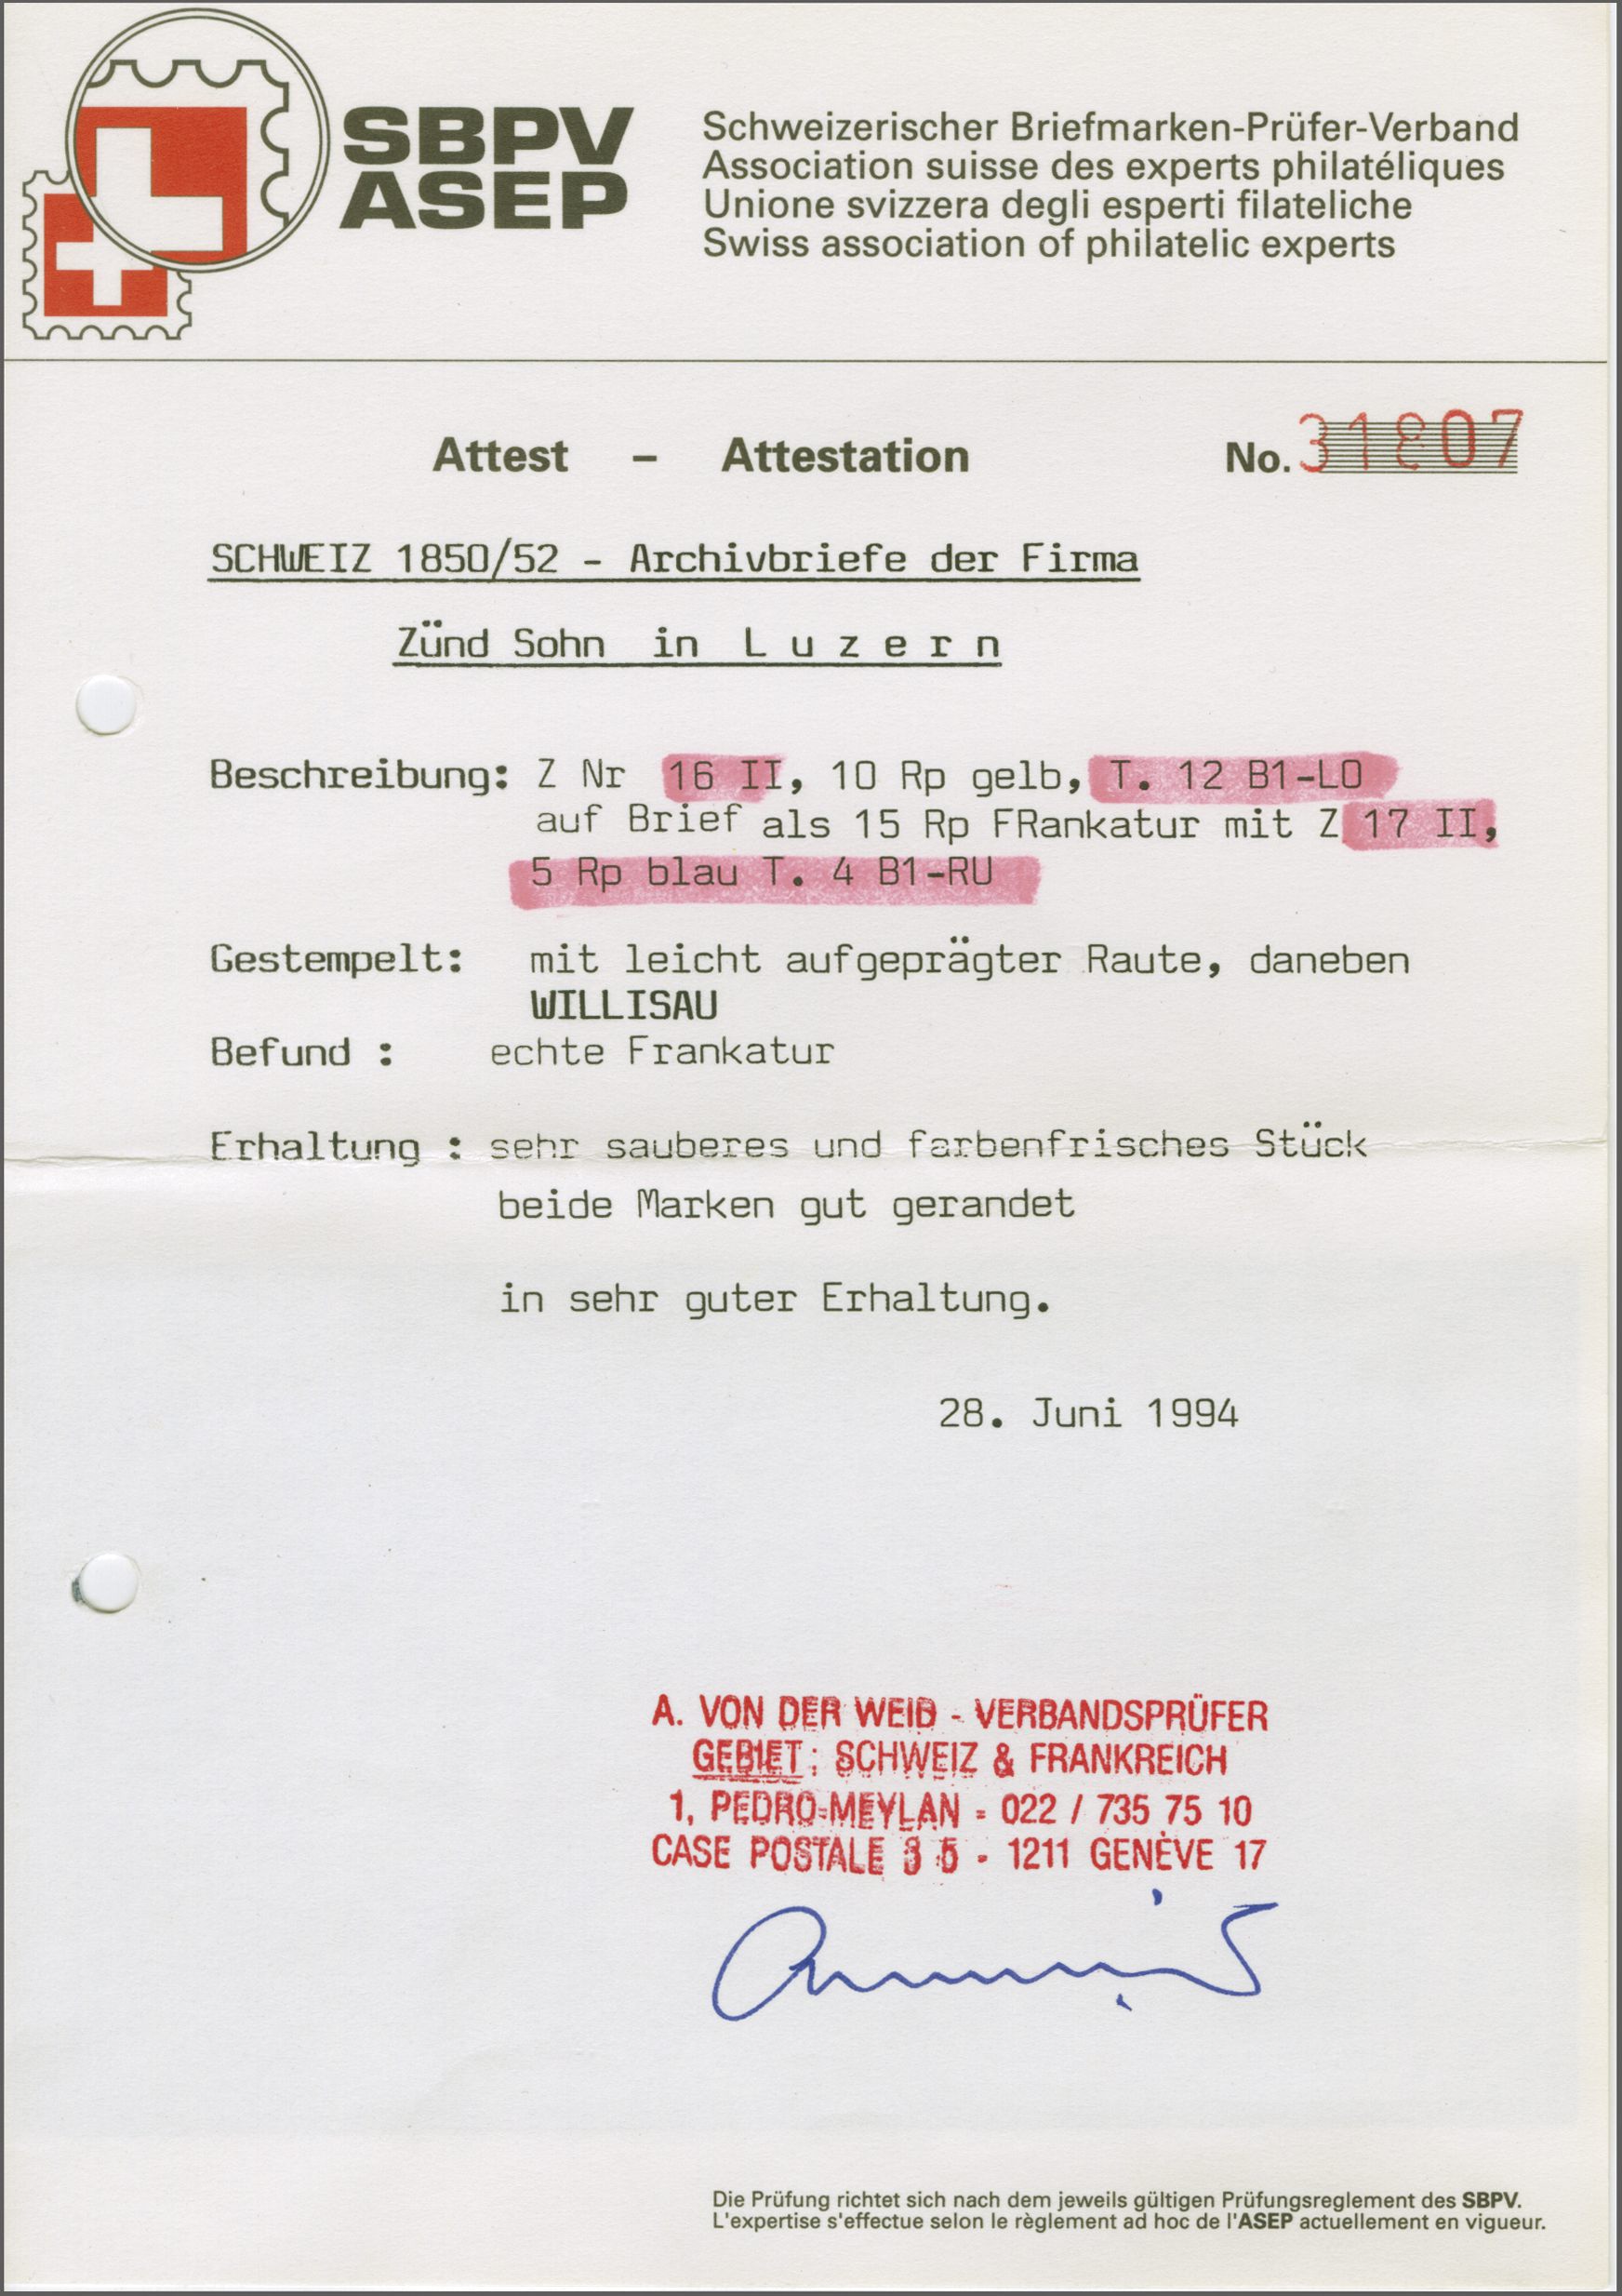 SBPV
ASEP
Schweizerischer Briefmarken-Prüfer-Verband
Association suisse des experts philatéliques
Unione svizzera degli esperti filateliche
Swiss association of philatelic experts
Attest – Attestation No. 31807
SCHWEIZ 1850/52 - Archivbriefe der Firma
Zünd Sohn in L u z e r n
Beschreibung: Z Nr 16 II, 10 Rp gelb, T. 12 B1-LO
auf Brief als 15 Rp FRankatur mit Z 17 II,
5 Rp blau T. 4 B1-RU
Gestempelt: mit leicht aufgeprägter Raute, daneben
WILLISAU
Befund : echte Frankatur
Erhaltung : sehr sauberes und farbenfrisches Stück
beide Marken gut gerandet
in sehr guter Erhaltung.
28. Juni 1994
A. VON DER WEID - VERBANDSPRÜFER
GEBIET: SCHWEIZ & FRANKREICH
1, PEDRO-MEYLAN - 022 / 735 75 10
CASE POSTALE - 1211 GENÈVE 17
Die Prüfung richtet sich nach dem jeweils gültigen Prüfungsreglement des SBPV.
L'expertise s'effectue selon le règlement ad hoc de l'ASEP actuellement en vigueur.